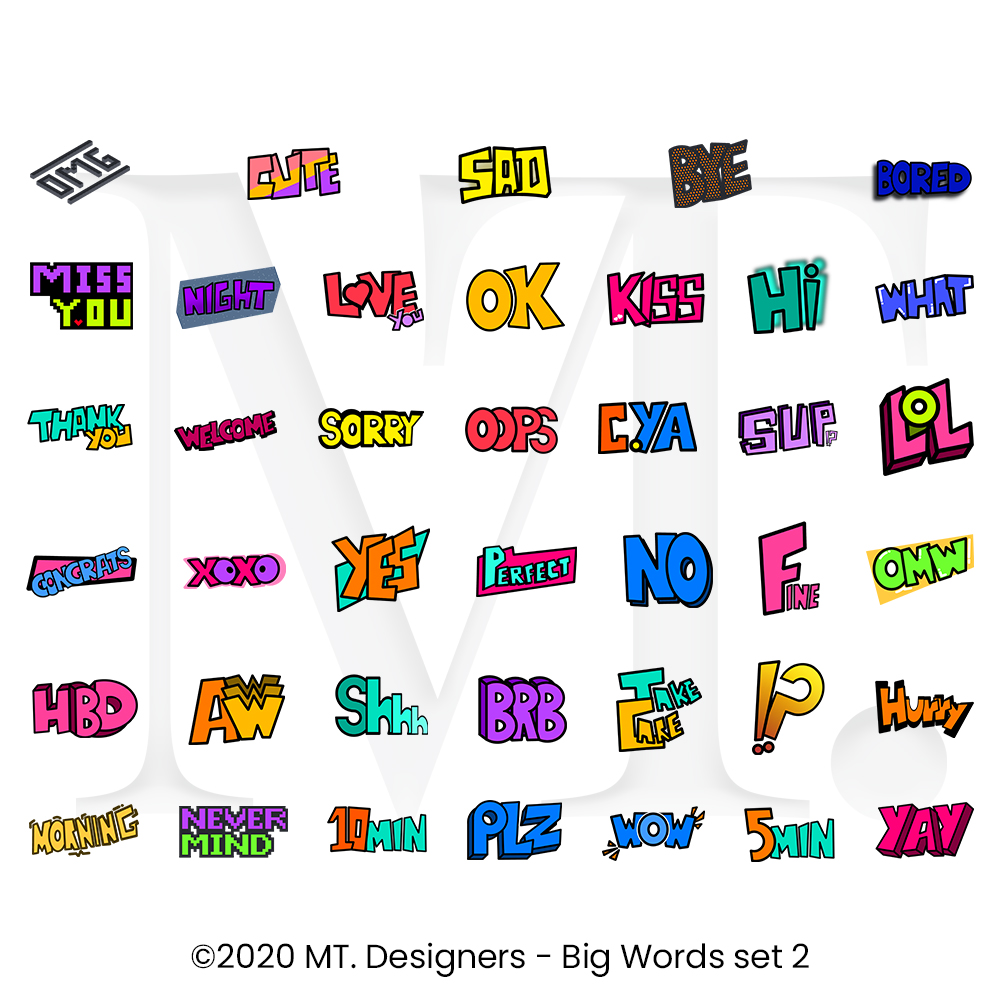 OMG CUTE SAD BYE BORED
MISS YOU NIGHT LOVE YOU OK KISS Hi WHAT
THANK YOU WELCOME SORRY OOPS C.YA SUPPP LOL
CONGRATS XOXO YES PERFECT NO FINE OMW
HBD AW Shhh BRB TAKE CARE !? Hurry
MORNING NEVER MIND 10MIN PLZ WOW 5MIN YAY
MT.
©2020 MT. Designers - Big Words set 2